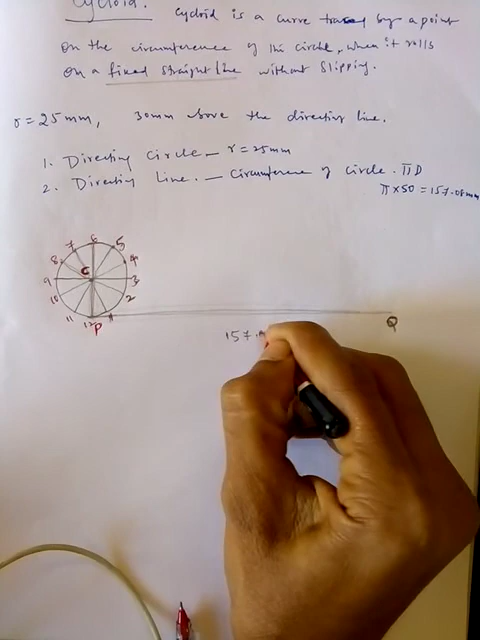 Cycloid.
Cycloid is a curve traced by a point
on the circumference of the circle, when it rolls
on a fixed straight line without slipping.
r=25mm, 30mm above the directing line.
1. Directing Circle - r=25mm
2. Directing Line. - Circumference of circle. πD
π×50 = 157.08mm
6
7 5
8 4
C
9 3
10 2
11 1
12 P
Q
157.